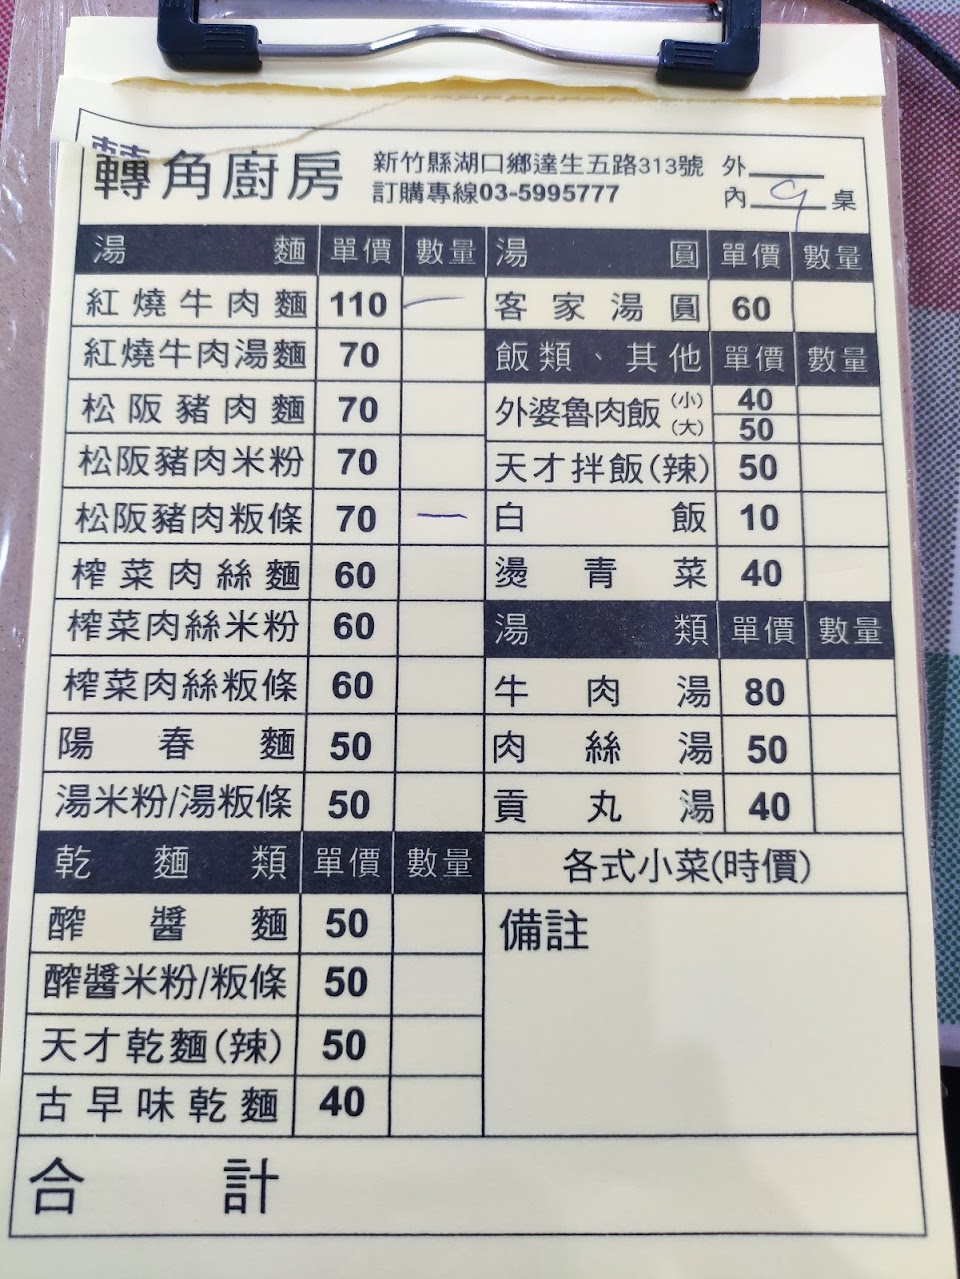 轉角廚房
新竹縣湖口鄉達生五路313號
訂購專線03-5995777
外
內 9 桌
湯麵 單價 數量
紅燒牛肉麵 110 一
紅燒牛肉湯麵 70
松阪豬肉麵 70
松阪豬肉米粉 70
松阪豬肉粄條 70 一
榨菜肉絲麵 60
榨菜肉絲米粉 60
榨菜肉絲粄條 60
陽春麵 50
湯米粉/湯粄條 50
乾麵類 單價 數量
醡醬麵 50
醡醬米粉/粄條 50
天才乾麵(辣) 50
古早味乾麵 40
湯圓 單價 數量
客家湯圓 60
飯類、其他 單價 數量
外婆魯肉飯 (小) 40
(大) 50
天才拌飯(辣) 50
白飯 10
燙青菜 40
湯類 單價 數量
牛肉湯 80
肉絲湯 50
貢丸湯 40
各式小菜(時價)
備註
合計